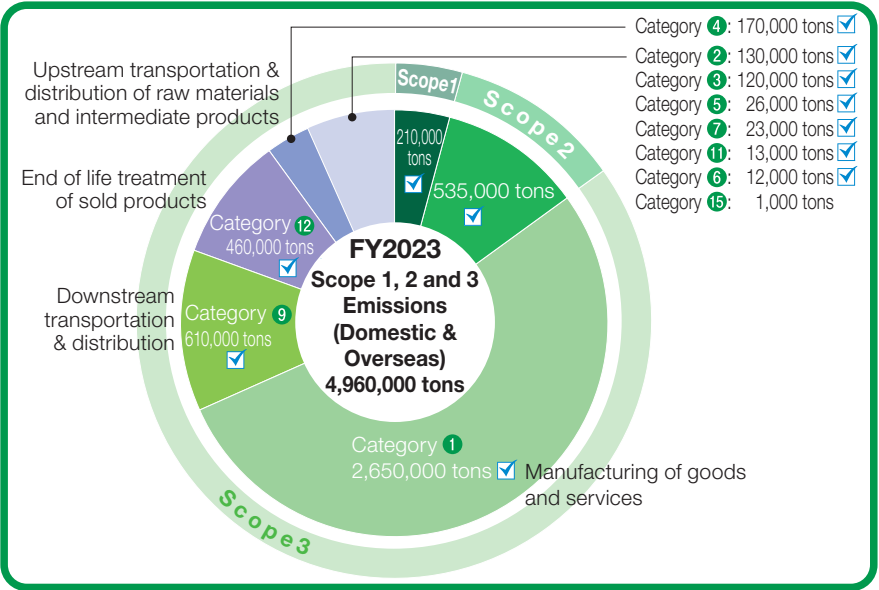 Category 4: 170,000 tons
Category 2: 130,000 tons
Category 3: 120,000 tons
Category 5: 26,000 tons
Category 7: 23,000 tons
Category 11: 13,000 tons
Category 6: 12,000 tons
Category 15: 1,000 tons
Upstream transportation &
distribution of raw materials
and intermediate products
End of life treatment
of sold products
Downstream
transportation
& distribution
Scope1
Scope2
Scope3
210,000
tons
535,000 tons
Category 12
460,000 tons
Category 9
610,000 tons
FY2023
Scope 1, 2 and 3
Emissions
(Domestic &
Overseas)
4,960,000 tons
Category 1
2,650,000 tons
Manufacturing of goods
and services